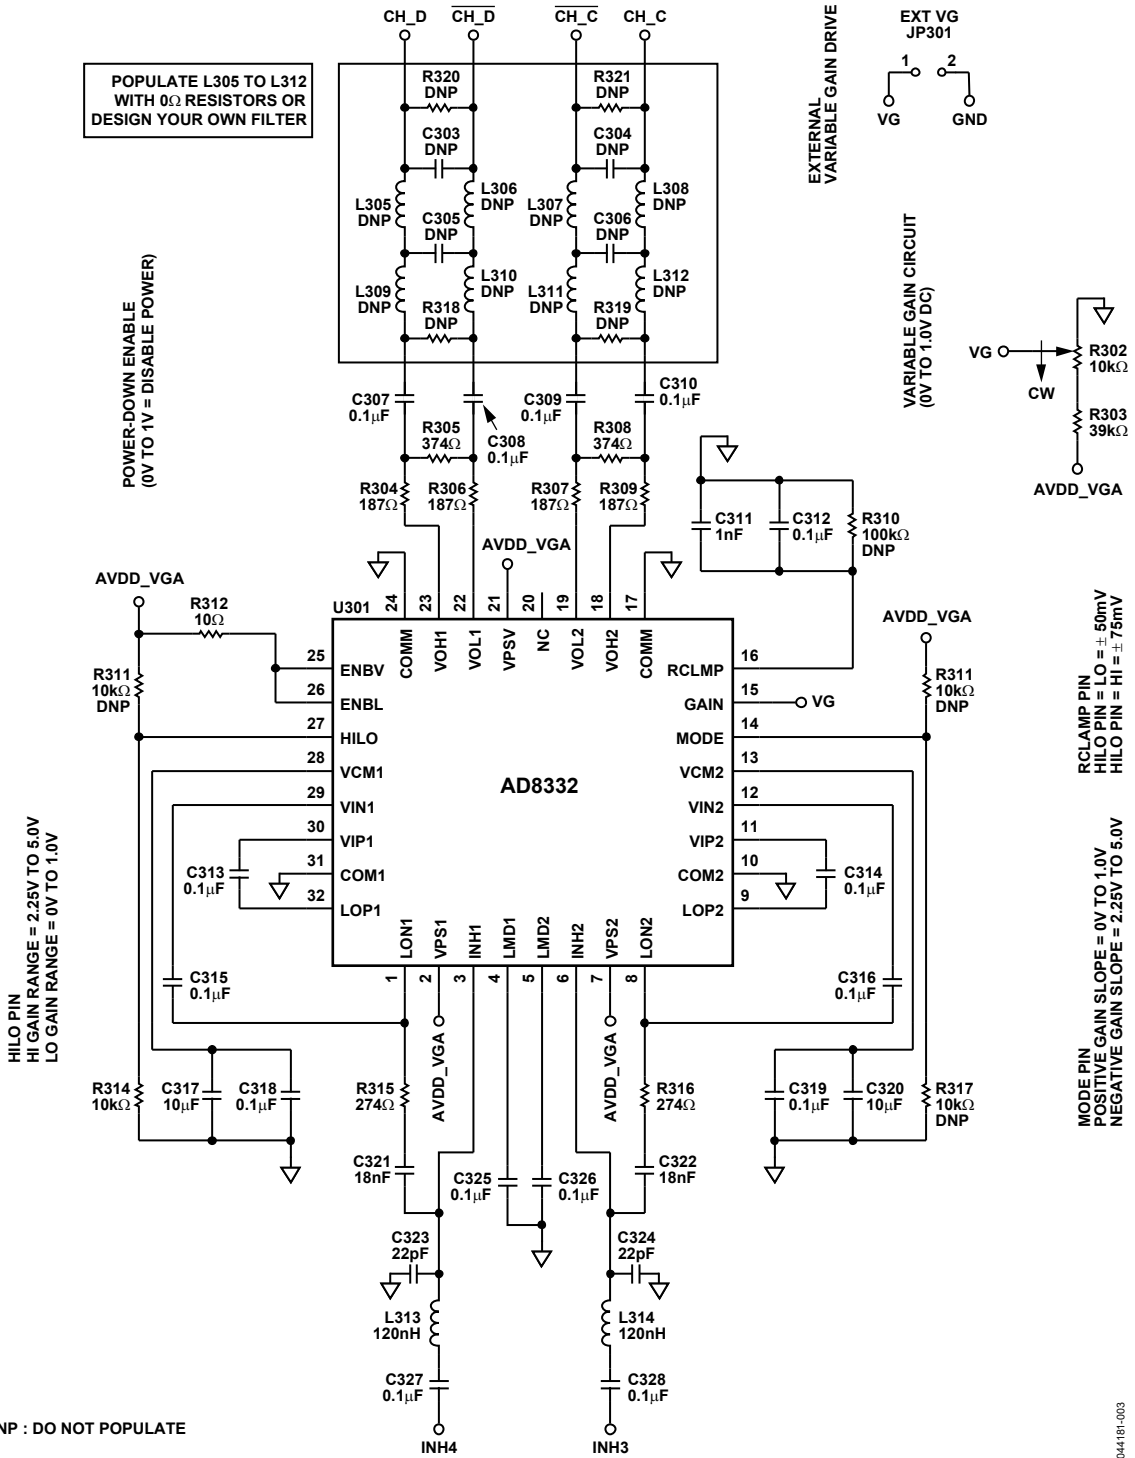 CH_D
CH_D
CH_C
CH_C
POPULATE L305 TO L312
WITH 0Ω RESISTORS OR
DESIGN YOUR OWN FILTER
R320
DNP
R321
DNP
C303
DNP
C304
DNP
L305
DNP
L306
DNP
L307
DNP
L308
DNP
C305
DNP
C306
DNP
L309
DNP
L310
DNP
L311
DNP
L312
DNP
R318
DNP
R319
DNP
EXTERNAL
VARIABLE GAIN DRIVE
EXT VG
JP301
1
2
VG
GND
POWER-DOWN ENABLE
(0V TO 1V = DISABLE POWER)
VARIABLE GAIN CIRCUIT
(0V TO 1.0V DC)
VG
CW
R302
10kΩ
R303
39kΩ
AVDD_VGA
C307
0.1μF
C308
0.1μF
C309
0.1μF
C310
0.1μF
R305
374Ω
R308
374Ω
R304
187Ω
R306
187Ω
R307
187Ω
R309
187Ω
C311
1nF
C312
0.1μF
R310
100kΩ
DNP
AVDD_VGA
AVDD_VGA
R312
10Ω
R311
10kΩ
DNP
AVDD_VGA
R311
10kΩ
DNP
U301
24
23
22
21
20
19
18
17
COMM
VOH1
VOL1
VPSV
NC
VOL2
VOH2
COMM
25
ENBV
26
ENBL
27
HILO
28
VCM1
29
VIN1
30
VIP1
31
COM1
32
LOP1
AD8332
RCLMP
16
GAIN
15
VG
MODE
14
VCM2
13
VIN2
12
VIP2
11
COM2
10
LOP2
9
LON1
VPS1
INH1
LMD1
LMD2
INH2
VPS2
LON2
1
2
3
4
5
6
7
8
RCLAMP PIN
HILO PIN = LO = ± 50mV
HILO PIN = HI = ± 75mV
HILO PIN
HI GAIN RANGE = 2.25V TO 5.0V
LO GAIN RANGE = 0V TO 1.0V
MODE PIN
POSITIVE GAIN SLOPE = 0V TO 1.0V
NEGATIVE GAIN SLOPE = 2.25V TO 5.0V
C313
0.1μF
C314
0.1μF
C315
0.1μF
C316
0.1μF
AVDD_VGA
AVDD_VGA
R314
10kΩ
C317
10μF
C318
0.1μF
R315
274Ω
R316
274Ω
C319
0.1μF
C320
10μF
R317
10kΩ
DNP
C321
18nF
C325
0.1μF
C326
0.1μF
C322
18nF
C323
22pF
C324
22pF
L313
120nH
L314
120nH
C327
0.1μF
C328
0.1μF
INH4
INH3
NP : DO NOT POPULATE
044181-003